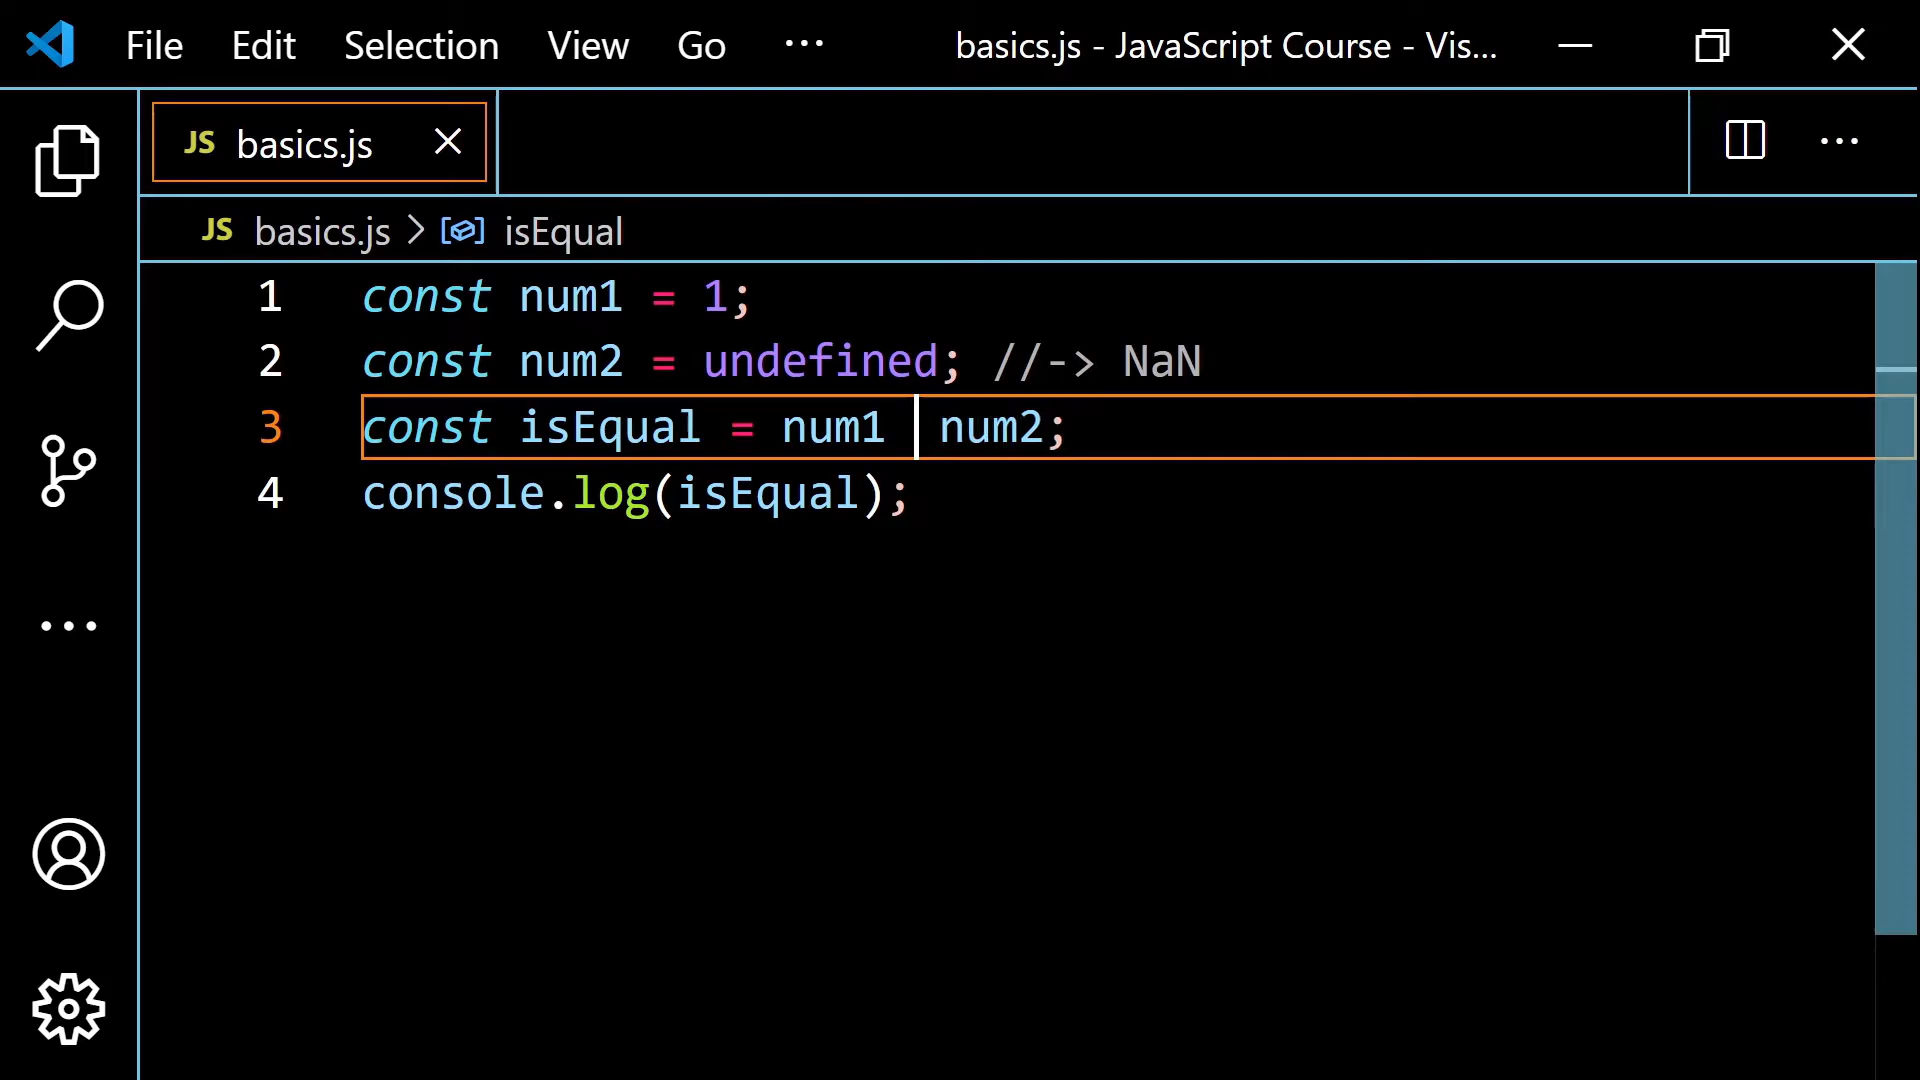 File Edit Selection View Go ··· basics.js - JavaScript Course - Vis...
JS basics.js
JS basics.js > isEqual
1 const num1 = 1;
2 const num2 = undefined; //-> NaN
3 const isEqual = num1  num2;
4 console.log(isEqual);